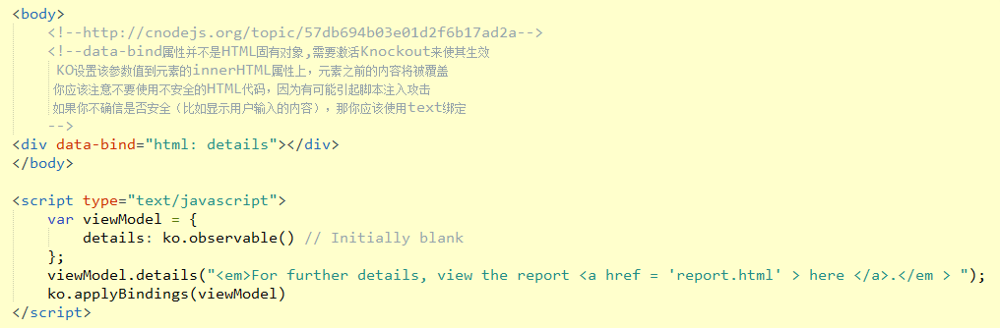 <body>
<!--http://cnodejs.org/topic/57db694b03e01d2f6b17ad2a-->
<!--data-bind属性并不是HTML固有对象,需要激活Knockout来使其生效
KO设置该参数值到元素的innerHTML属性上，元素之前的内容将被覆盖
你应该注意不要使用不安全的HTML代码，因为有可能引起脚本注入攻击
如果你不确信是否安全（比如显示用户输入的内容），那你应该使用text绑定
-->
<div data-bind="html: details"></div>
</body>
<script type="text/javascript">
var viewModel = {
details: ko.observable() // Initially blank
};
viewModel.details("<em>For further details, view the report <a href = 'report.html' > here </a>.</em > ");
ko.applyBindings(viewModel)
</script>